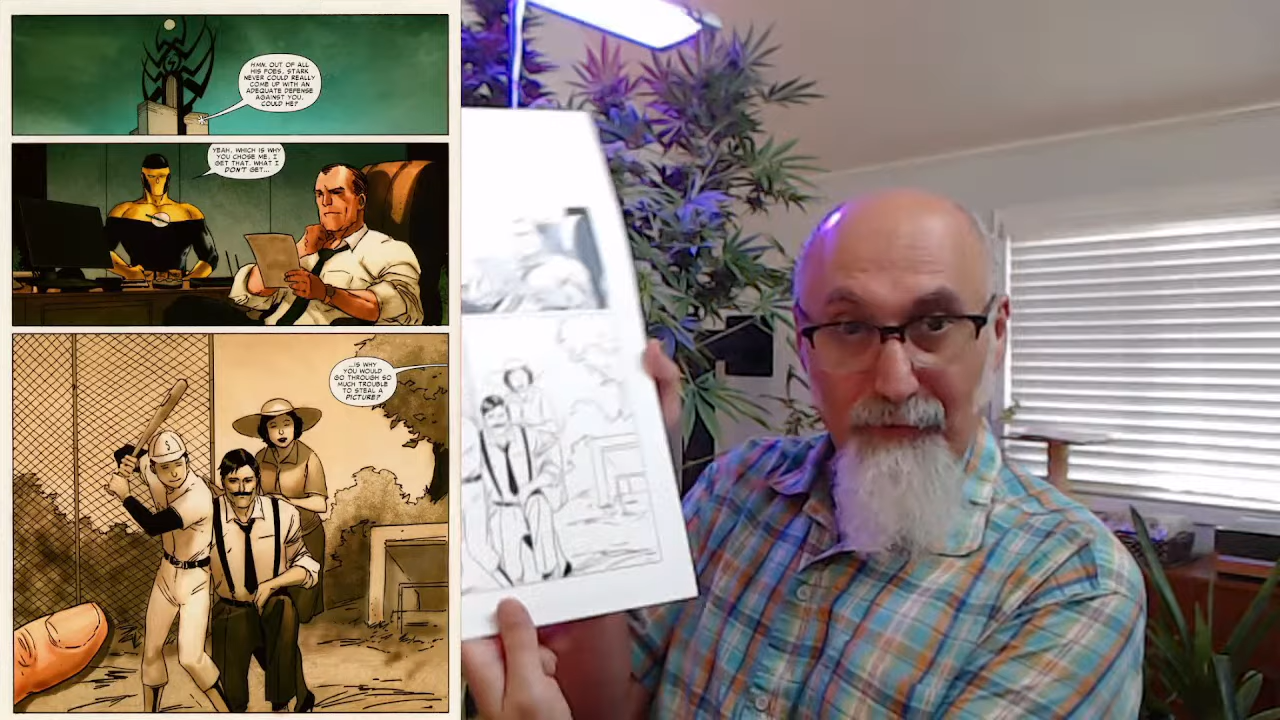 HMN. OUT OF ALL
HIS FOES, STARK
NEVER COULD REALLY
COME UP WITH AN
ADEQUATE DEFENSE
AGAINST YOU,
COULD HE?
YEAH, WHICH IS WHY
YOU CHOSE ME, I
GET THAT. WHAT I
DON'T GET...
...IS WHY
YOU WOULD
GO THROUGH SO
MUCH TROUBLE
TO STEAL A
PICTURE?